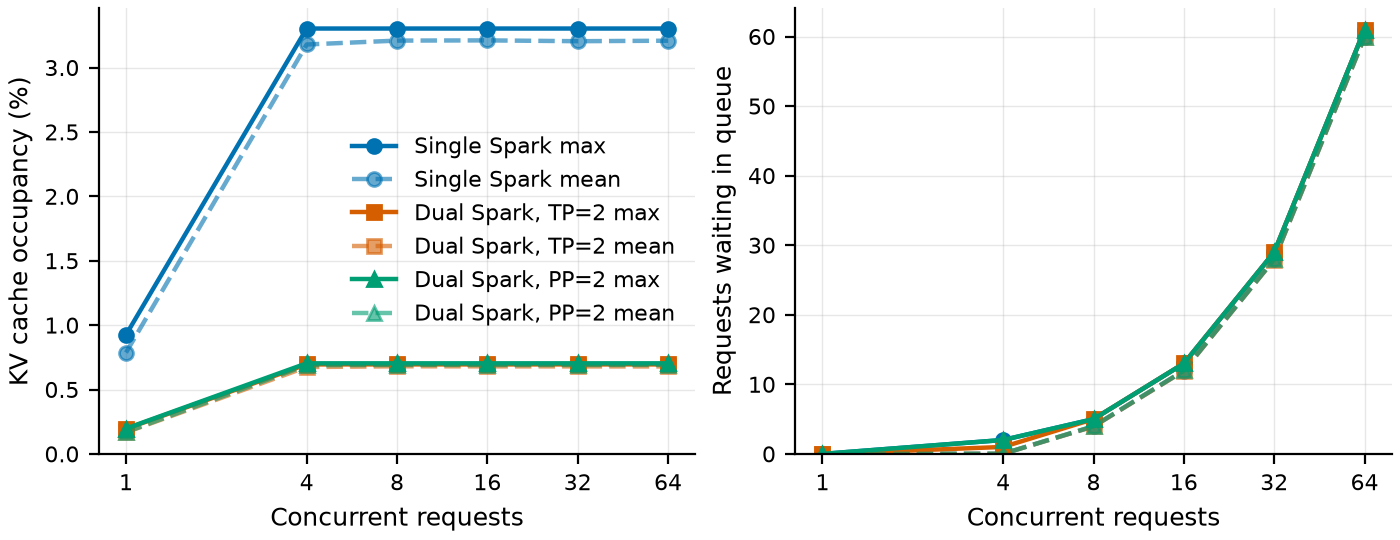 KV cache occupancy (%)
3.0
2.5
2.0
1.5
1.0
0.5
0.0
1
4
8
16
32
64
Concurrent requests
Single Spark max
Single Spark mean
Dual Spark, TP=2 max
Dual Spark, TP=2 mean
Dual Spark, PP=2 max
Dual Spark, PP=2 mean
Requests waiting in queue
60
50
40
30
20
10
0
1
4
8
16
32
64
Concurrent requests